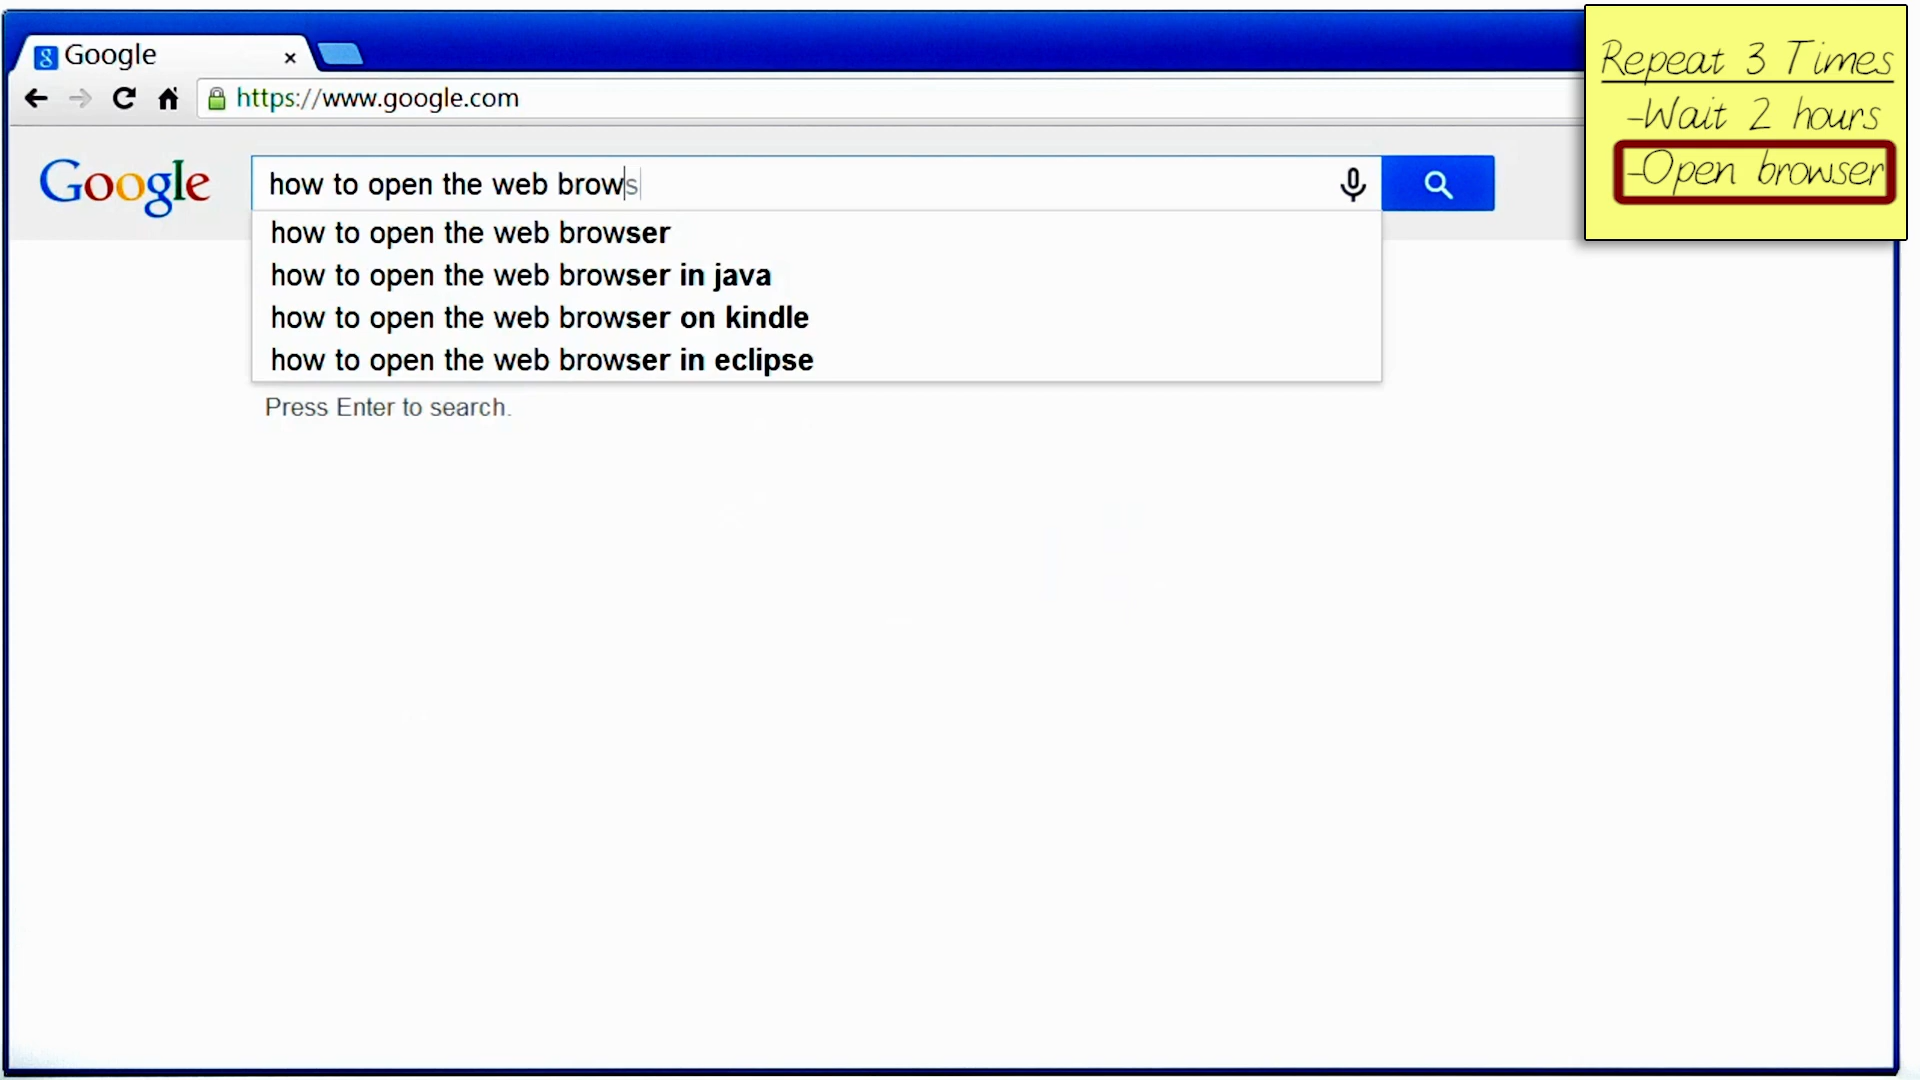 Google
https://www.google.com
Repeat 3 Times
-Wait 2 hours
-Open browser
Google
how to open the web brows
how to open the web browser
how to open the web browser in java
how to open the web browser on kindle
how to open the web browser in eclipse
Press Enter to search.